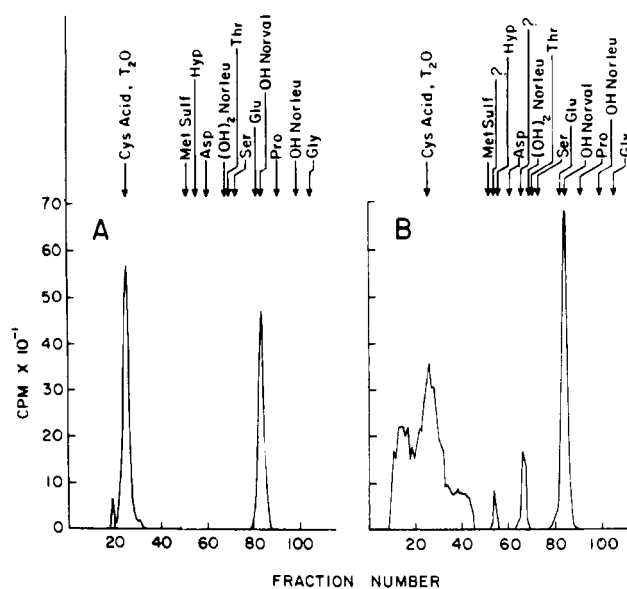 Cys Acid, T₂O
Met Sulf
Hyp
Asp
(OH)₂ Norleu
Thr
Ser
Glu
OH Norval
Pro
OH Norleu
Gly
Cys Acid, T₂O
Met Sulf
?
Hyp
Asp
?
(OH)₂ Norleu
Thr
Ser
Glu
OH Norval
Pro
OH Norleu
Gly
A
B
70
60
50
40
30
20
10
0
CPM X 10⁻¹
20 40 60 80 100
20 40 60 80 100
FRACTION NUMBER